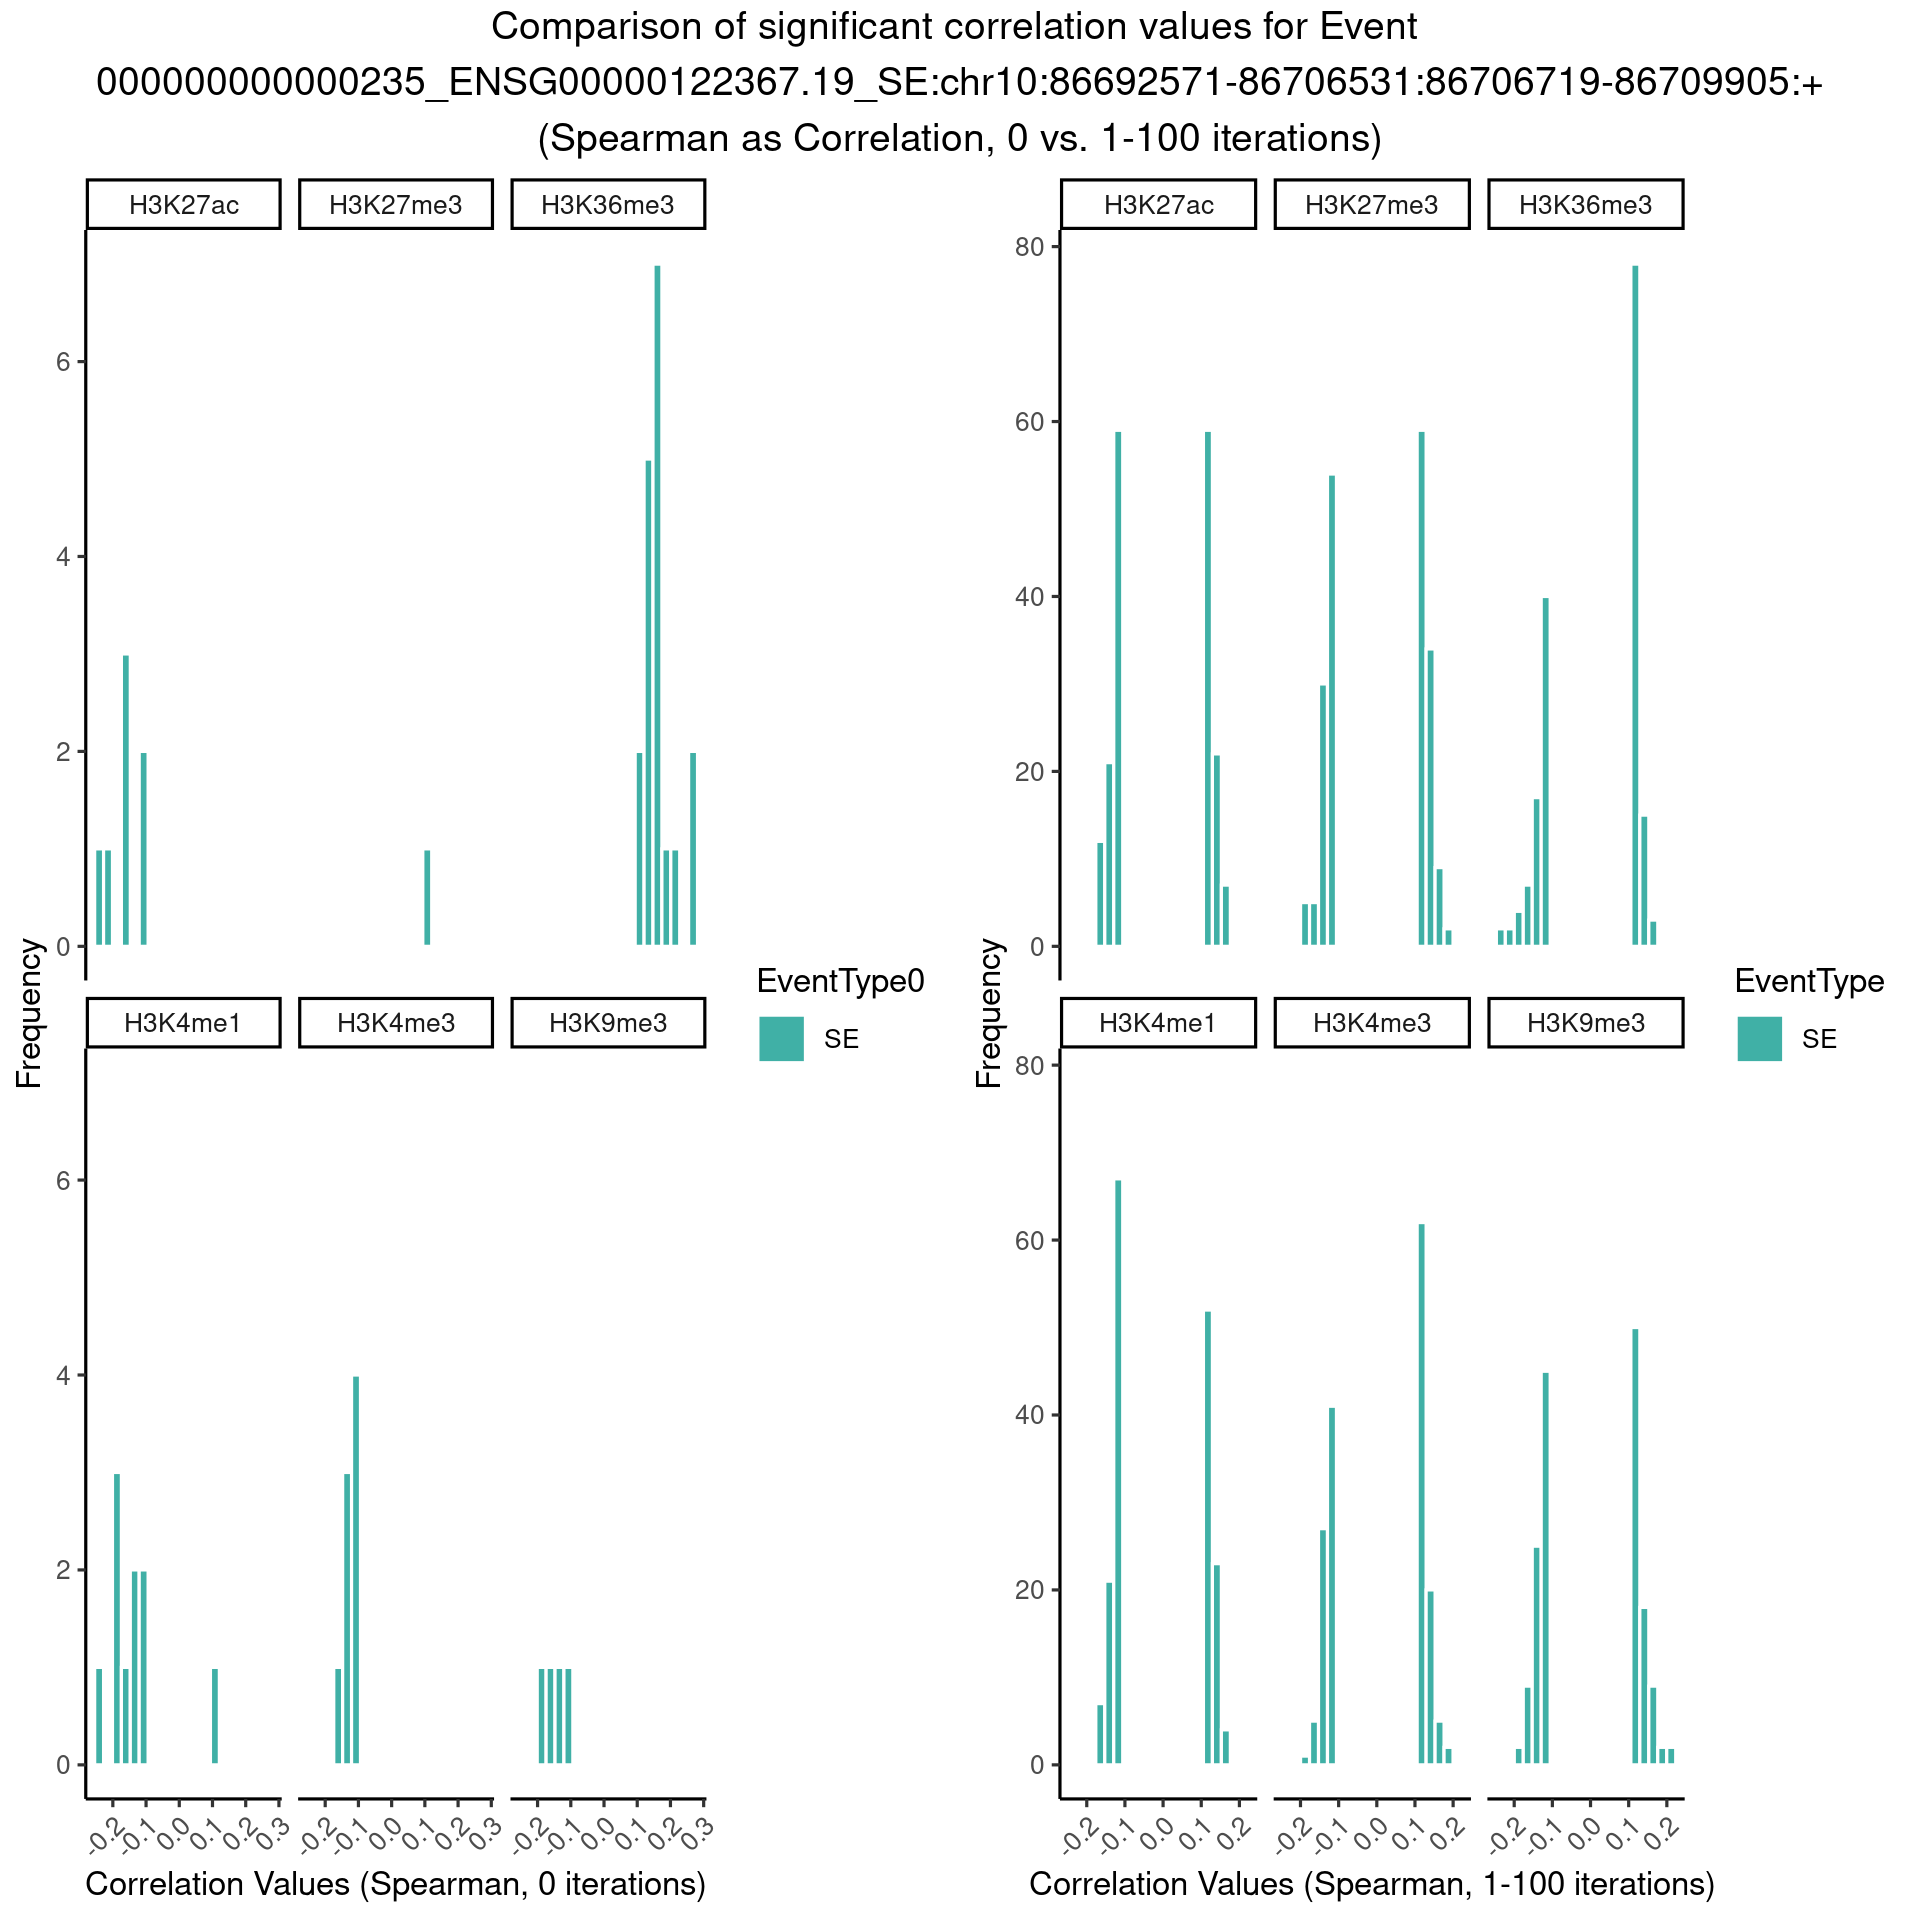 Comparison of significant correlation values for Event
000000000000235_ENSG00000122367.19_SE:chr10:86692571-86706531:86706719-86709905:+
(Spearman as Correlation, 0 vs. 1-100 iterations)
H3K27ac H3K27me3 H3K36me3
6
4
2
0
H3K4me1 H3K4me3 H3K9me3
6
4
2
0
-0.2 -0.1 0.0 0.1 0.2 0.3 -0.2 -0.1 0.0 0.1 0.2 0.3 -0.2 -0.1 0.0 0.1 0.2 0.3
Frequency
Correlation Values (Spearman, 0 iterations)
EventType0
SE
H3K27ac H3K27me3 H3K36me3
80
60
40
20
0
H3K4me1 H3K4me3 H3K9me3
80
60
40
20
0
-0.2 -0.1 0.0 0.1 0.2 -0.2 -0.1 0.0 0.1 0.2 -0.2 -0.1 0.0 0.1 0.2
Frequency
Correlation Values (Spearman, 1-100 iterations)
EventType
SE